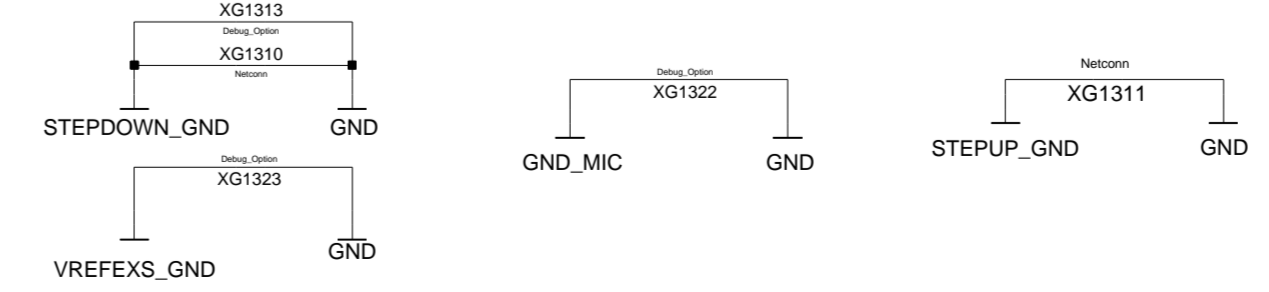 XG1313
Debug_Option
XG1310
Netconn
STEPDOWN_GND GND
Debug_Option
XG1323
VREFEXS_GND GND
Debug_Option
XG1322
GND_MIC GND
Netconn
XG1311
STEPUP_GND GND